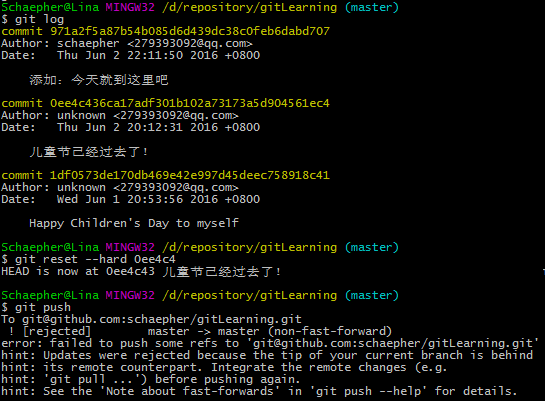 Schaepher@Lina MINGW32 /d/repository/gitLearning (master)
$ git log
commit 971a2f5a87b54b085d6d439dc38c0feb6dabd707
Author: schaepher <279393092@qq.com>
Date:   Thu Jun 2 22:11:50 2016 +0800
添加：今天就到这里吧
commit 0ee4c436ca17adf301b102a73173a5d904561ec4
Author: unknown <279393092@qq.com>
Date:   Thu Jun 2 20:12:31 2016 +0800
儿童节已经过去了！
commit 1df0573de170db469e42e997d45deec758918c41
Author: unknown <279393092@qq.com>
Date:   Wed Jun 1 20:53:56 2016 +0800
Happy Children's Day to myself
Schaepher@Lina MINGW32 /d/repository/gitLearning (master)
$ git reset --hard 0ee4c4
HEAD is now at 0ee4c43 儿童节已经过去了！
Schaepher@Lina MINGW32 /d/repository/gitLearning (master)
$ git push
To git@github.com:schaepher/gitLearning.git
! [rejected]        master -> master (non-fast-forward)
error: failed to push some refs to 'git@github.com:schaepher/gitLearning.git'
hint: Updates were rejected because the tip of your current branch is behind
hint: its remote counterpart. Integrate the remote changes (e.g.
hint: 'git pull ...') before pushing again.
hint: See the 'Note about fast-forwards' in 'git push --help' for details.